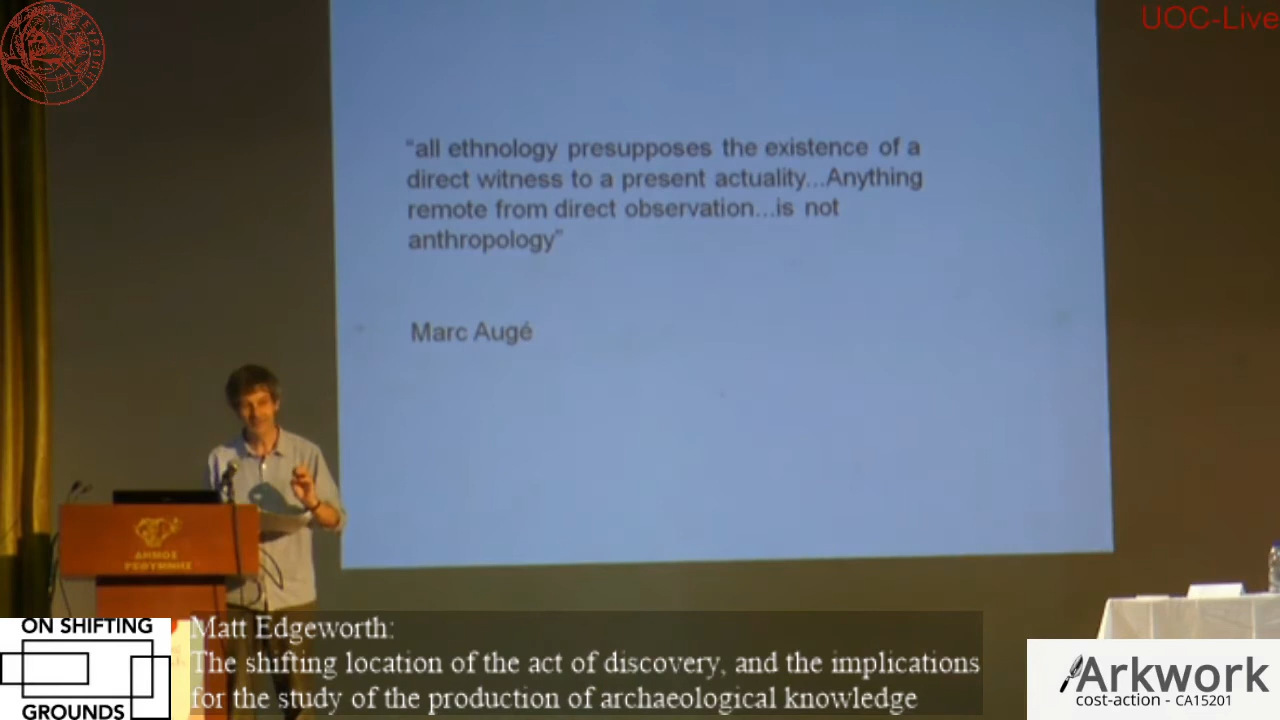 UOC-Live
“all ethnology presupposes the existence of a
direct witness to a present actuality...Anything
remote from direct observation...is not
anthropology”
Marc Augé
ΔΗΜΟΣ
ΡΕΘΥΜΝΗΣ
Matt Edgeworth:
The shifting location of the act of discovery, and the implications
for the study of the production of archaeological knowledge
ON SHIFTING
GROUNDS
Arkwork
cost-action - CA15201